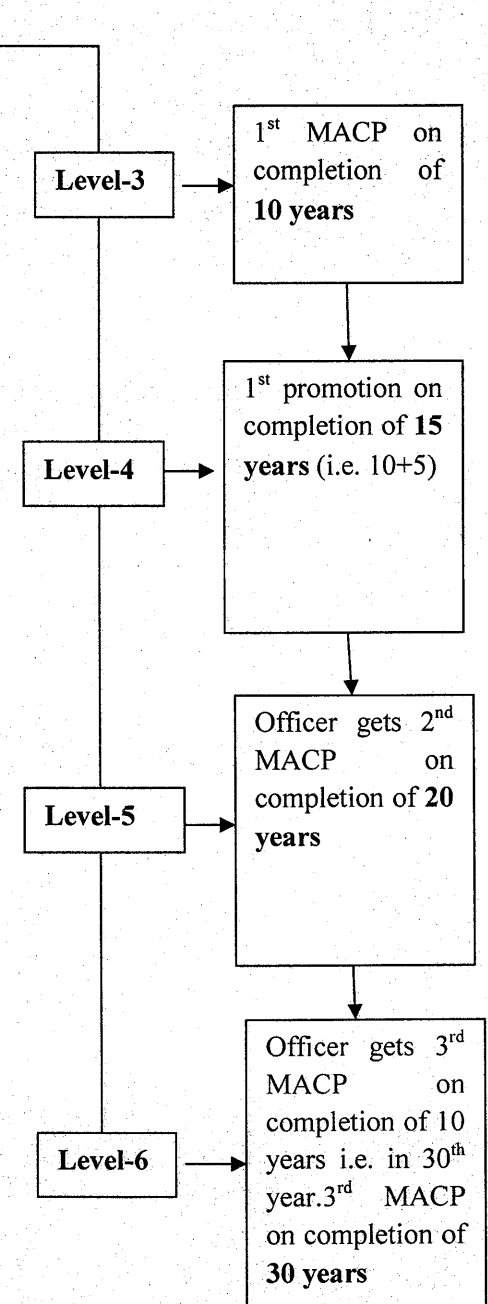 Level-3
1st MACP on
completion of
10 years
Level-4
1st promotion on
completion of 15
years (i.e. 10+5)
Level-5
Officer gets 2nd
MACP on
completion of 20
years
Level-6
Officer gets 3rd
MACP on
completion of 10
years i.e. in 30th
year.3rd MACP
on completion of
30 years